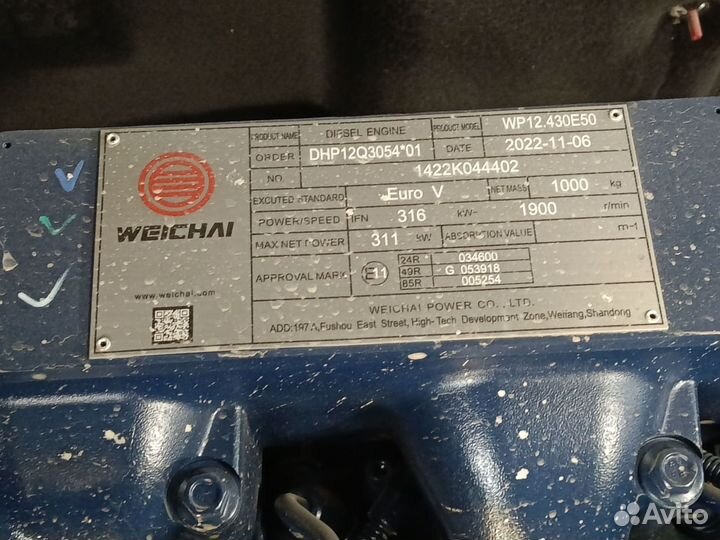 PRODUCT NAME DIESEL ENGINE PRODUCT MODEL WP12.430E50
ORDER DHP12Q3054*01 DATE 2022-11-06
NO. 1422K044402
EXCUTED STANDARD Euro V NET MASS 1000 kg
POWER/SPEED IFN 316 kW- 1900 r/min
MAX NET POWER 311 kW ABSORBTION VALUE m-1
APPROVAL MARK E11
24R 034600
49R G 053918
85R 005254
WEICHAI
www.weichai.com
WEICHAI POWER CO., LTD.
ADD:197 A,Fushou East Street, High-Tech Development Zone, Weifang, Shandong
Avito